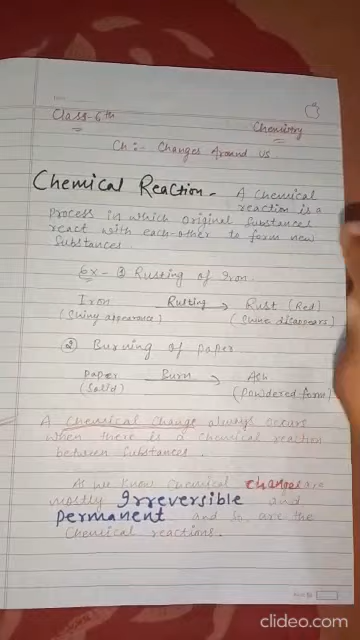 Class-6th
Chemistry
Ch:- Changes Around Us
Chemical Reaction- A Chemical
reaction is a
process in which original substances
react with each-other to form new
substances
Ex- ① Rusting of Iron.
Iron Rusting → Rust (Red)
(Shiny appearance) (Shine disappears)
② Burning of paper
Paper Burn → Ash
(Solid) (Powdered form)
A Chemical Change always occurs
when there is a chemical reaction
between substances.
As we know chemical changes are
mostly Irreversible and
Permanent and so are the
Chemical reactions.
clideo.com